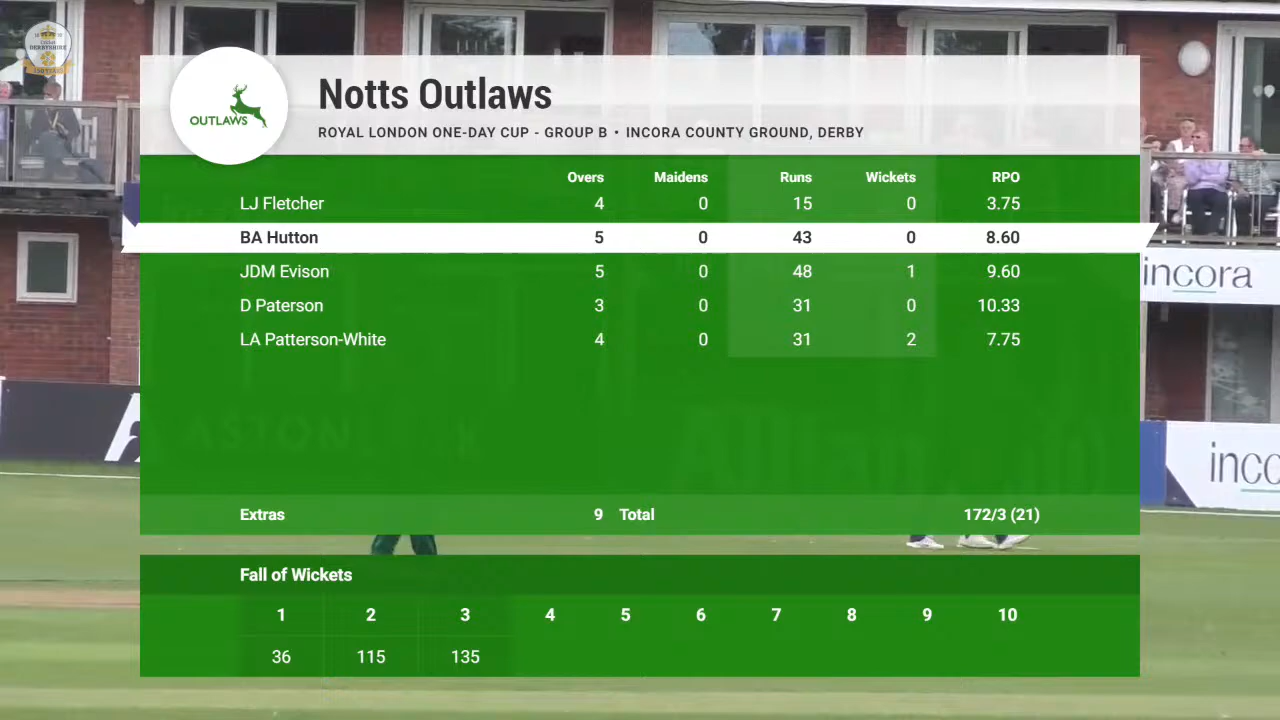 DERBYSHIRE
OUTLAWS
Notts Outlaws
ROYAL LONDON ONE-DAY CUP - GROUP B • INCORA COUNTY GROUND, DERBY
Overs Maidens Runs Wickets RPO
LJ Fletcher 4 0 15 0 3.75
BA Hutton 5 0 43 0 8.60
JDM Evison 5 0 48 1 9.60
D Paterson 3 0 31 0 10.33
LA Patterson-White 4 0 31 2 7.75
Extras 9 Total 172/3 (21)
Fall of Wickets
1 2 3 4 5 6 7 8 9 10
36 115 135
incora
inco
ASTON